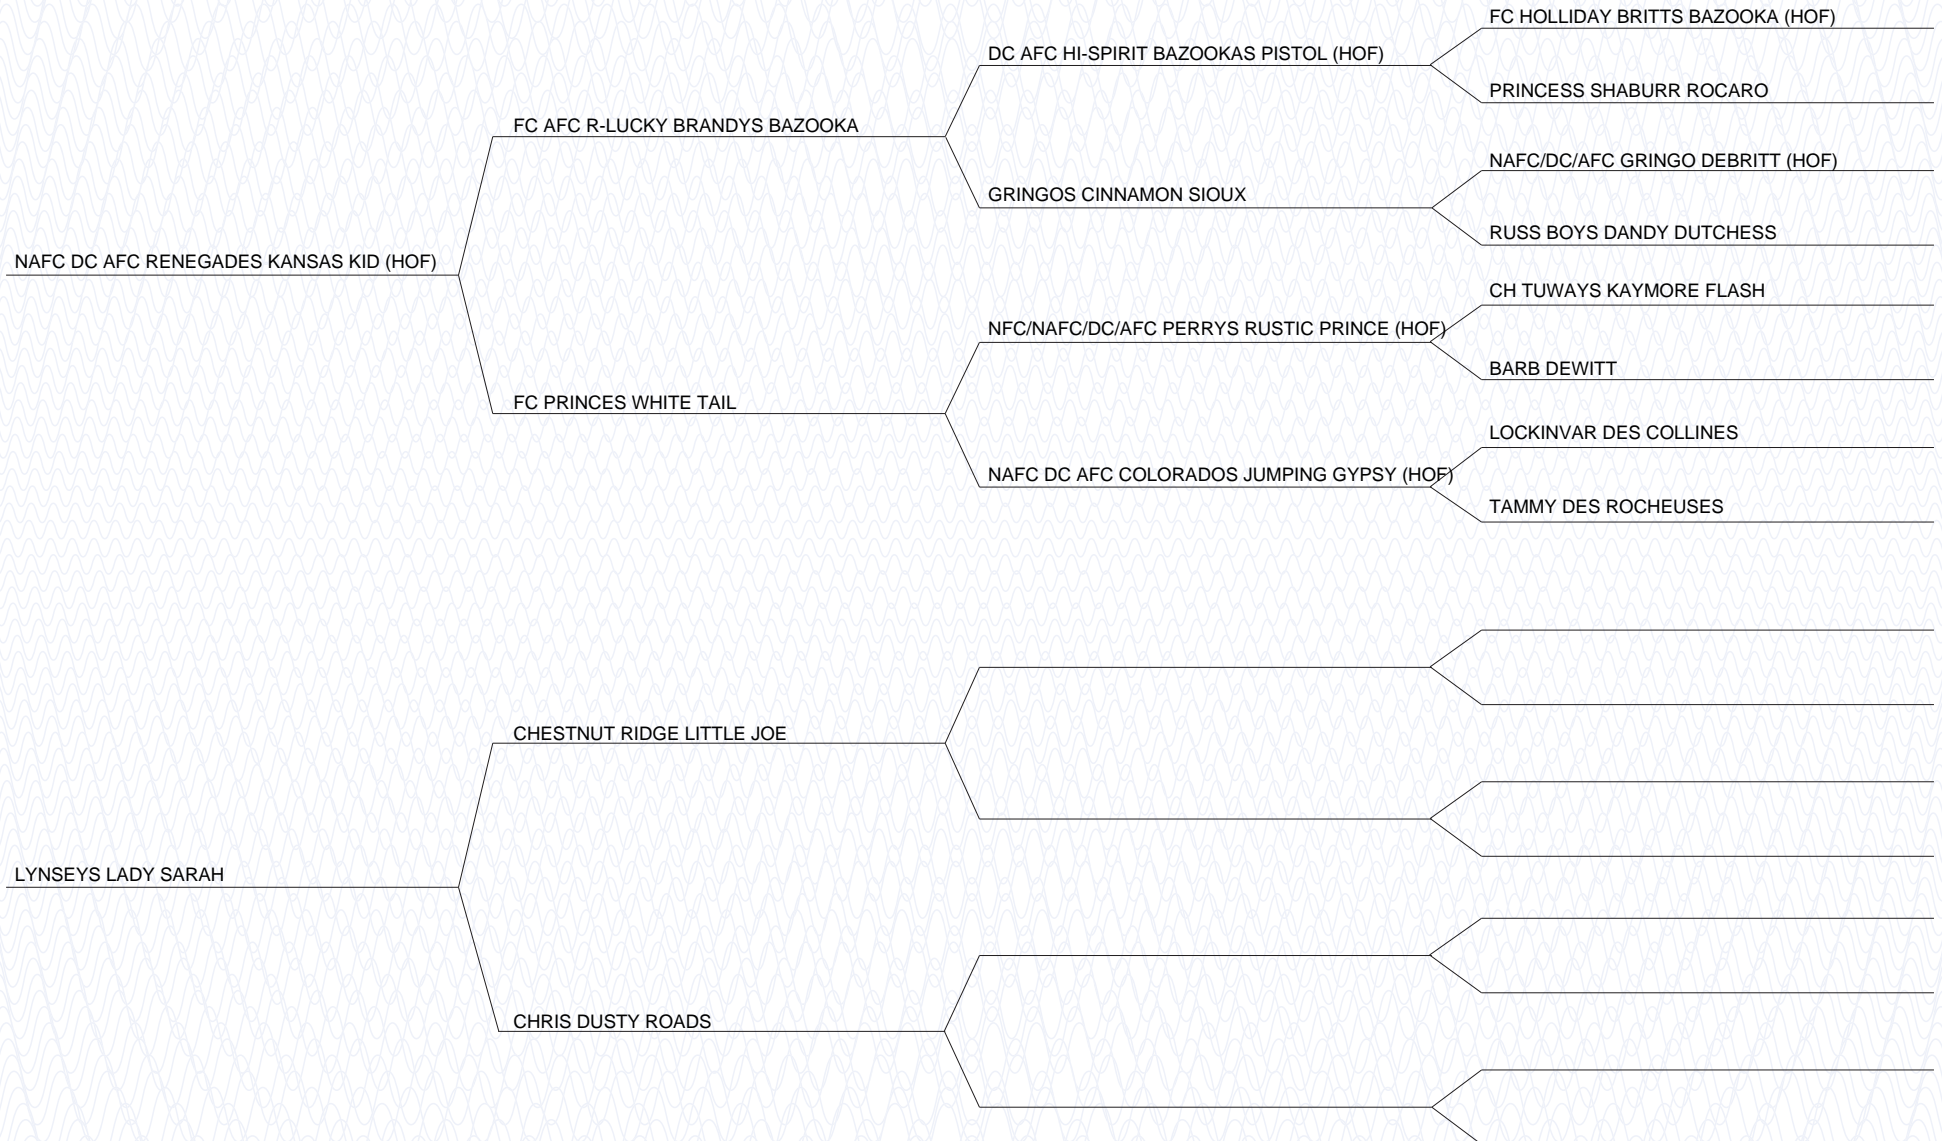 FC HOLLIDAY BRITTS BAZOOKA (HOF)
DC AFC HI-SPIRIT BAZOOKAS PISTOL (HOF)
PRINCESS SHABURR ROCARO
FC AFC R-LUCKY BRANDYS BAZOOKA
NAFC/DC/AFC GRINGO DEBRITT (HOF)
GRINGOS CINNAMON SIOUX
RUSS BOYS DANDY DUTCHESS
NAFC DC AFC RENEGADES KANSAS KID (HOF)
CH TUWAYS KAYMORE FLASH
NFC/NAFC/DC/AFC PERRYS RUSTIC PRINCE (HOF)
BARB DEWITT
FC PRINCES WHITE TAIL
LOCKINVAR DES COLLINES
NAFC DC AFC COLORADOS JUMPING GYPSY (HOF)
TAMMY DES ROCHEUSES
CHESTNUT RIDGE LITTLE JOE
LYNSEYS LADY SARAH
CHRIS DUSTY ROADS